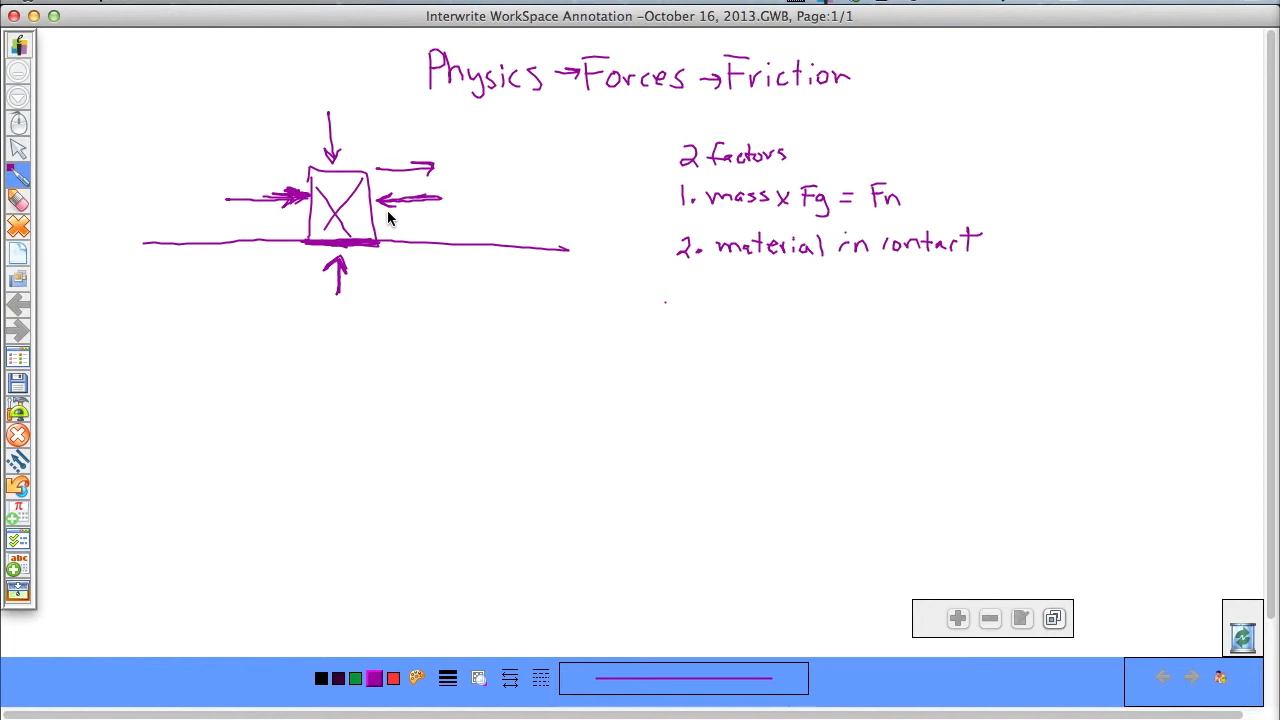 Interwrite WorkSpace Annotation -October 16, 2013.GWB, Page:1/1
Physics → Forces → Friction
2 factors
1. mass x Fg = Fn
2. material in contact
π
abc